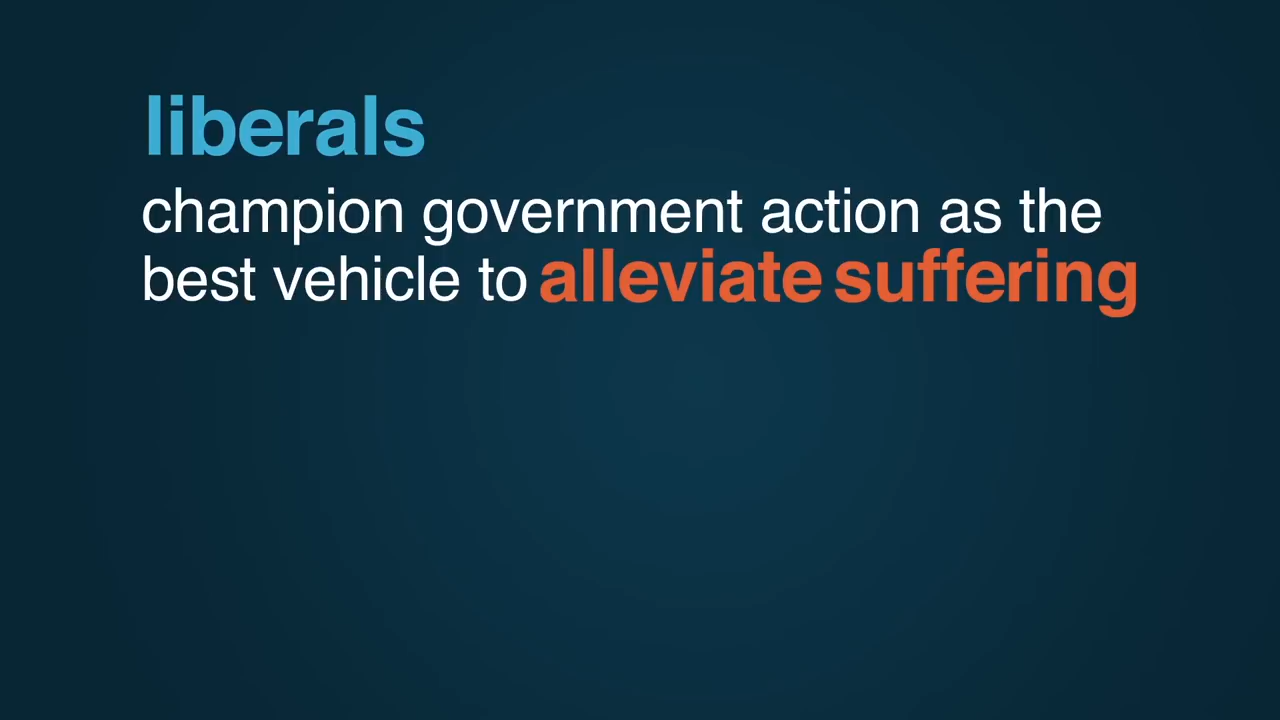 liberals
champion government action as the
best vehicle to alleviate suffering